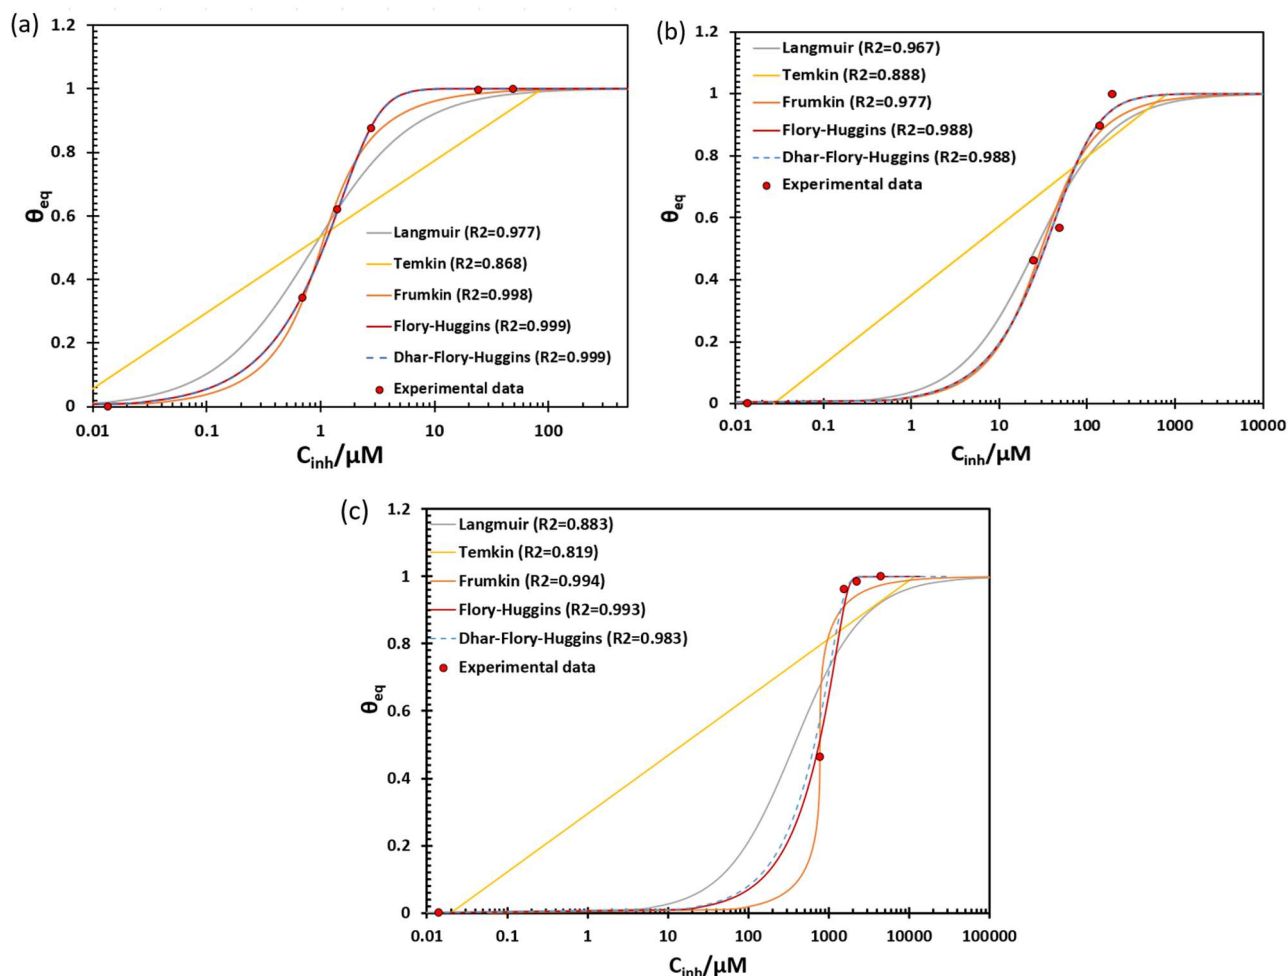 (a)
1.2
1
0.8
0.6
0.4
0.2
0
θeq
Langmuir (R2=0.977)
Temkin (R2=0.868)
Frumkin (R2=0.998)
Flory-Huggins (R2=0.999)
Dhar-Flory-Huggins (R2=0.999)
Experimental data
0.01 0.1 1 10 100
Cinh/μM
(b)
1.2
1
0.8
0.6
0.4
0.2
0
θeq
Langmuir (R2=0.967)
Temkin (R2=0.888)
Frumkin (R2=0.977)
Flory-Huggins (R2=0.988)
Dhar-Flory-Huggins (R2=0.988)
Experimental data
0.01 0.1 1 10 100 1000 10000
Cinh/μM
(c)
1.2
1
0.8
0.6
0.4
0.2
0
θeq
Langmuir (R2=0.883)
Temkin (R2=0.819)
Frumkin (R2=0.994)
Flory-Huggins (R2=0.993)
Dhar-Flory-Huggins (R2=0.983)
Experimental data
0.01 0.1 1 10 100 1000 10000 100000
Cinh/μM